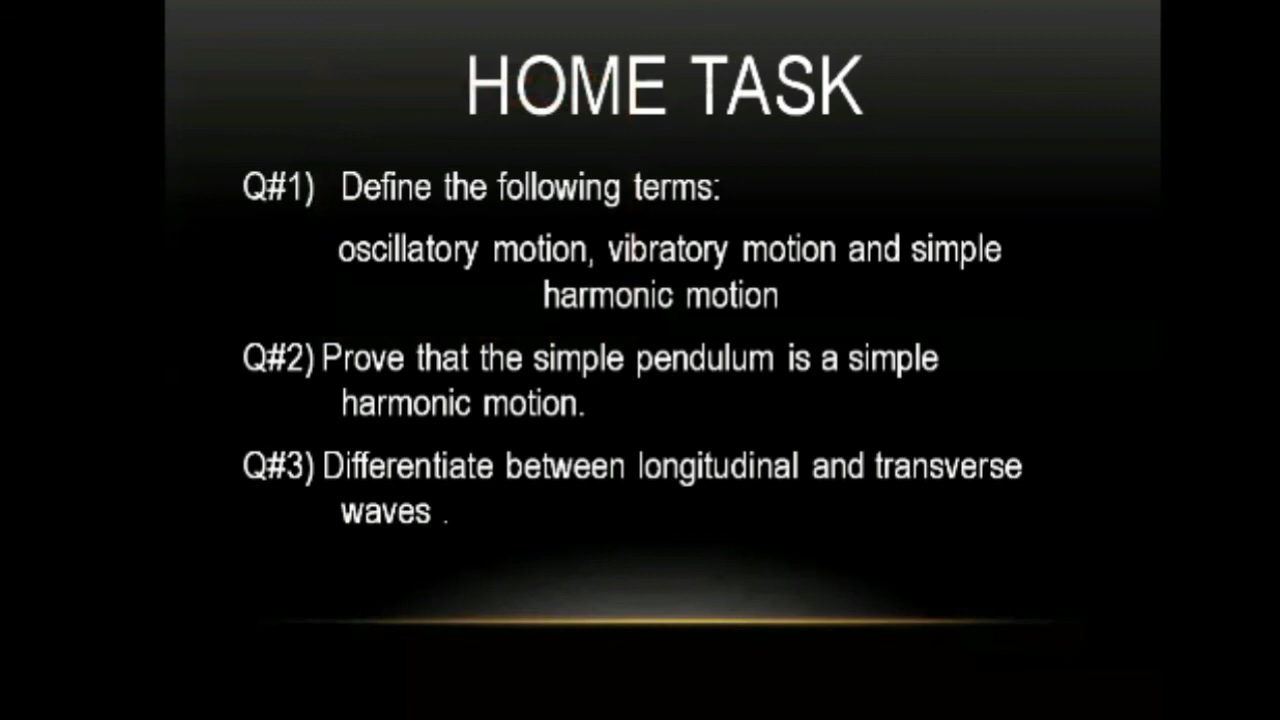 HOME TASK
Q#1) Define the following terms:
oscillatory motion, vibratory motion and simple
harmonic motion
Q#2) Prove that the simple pendulum is a simple
harmonic motion.
Q#3) Differentiate between longitudinal and transverse
waves .